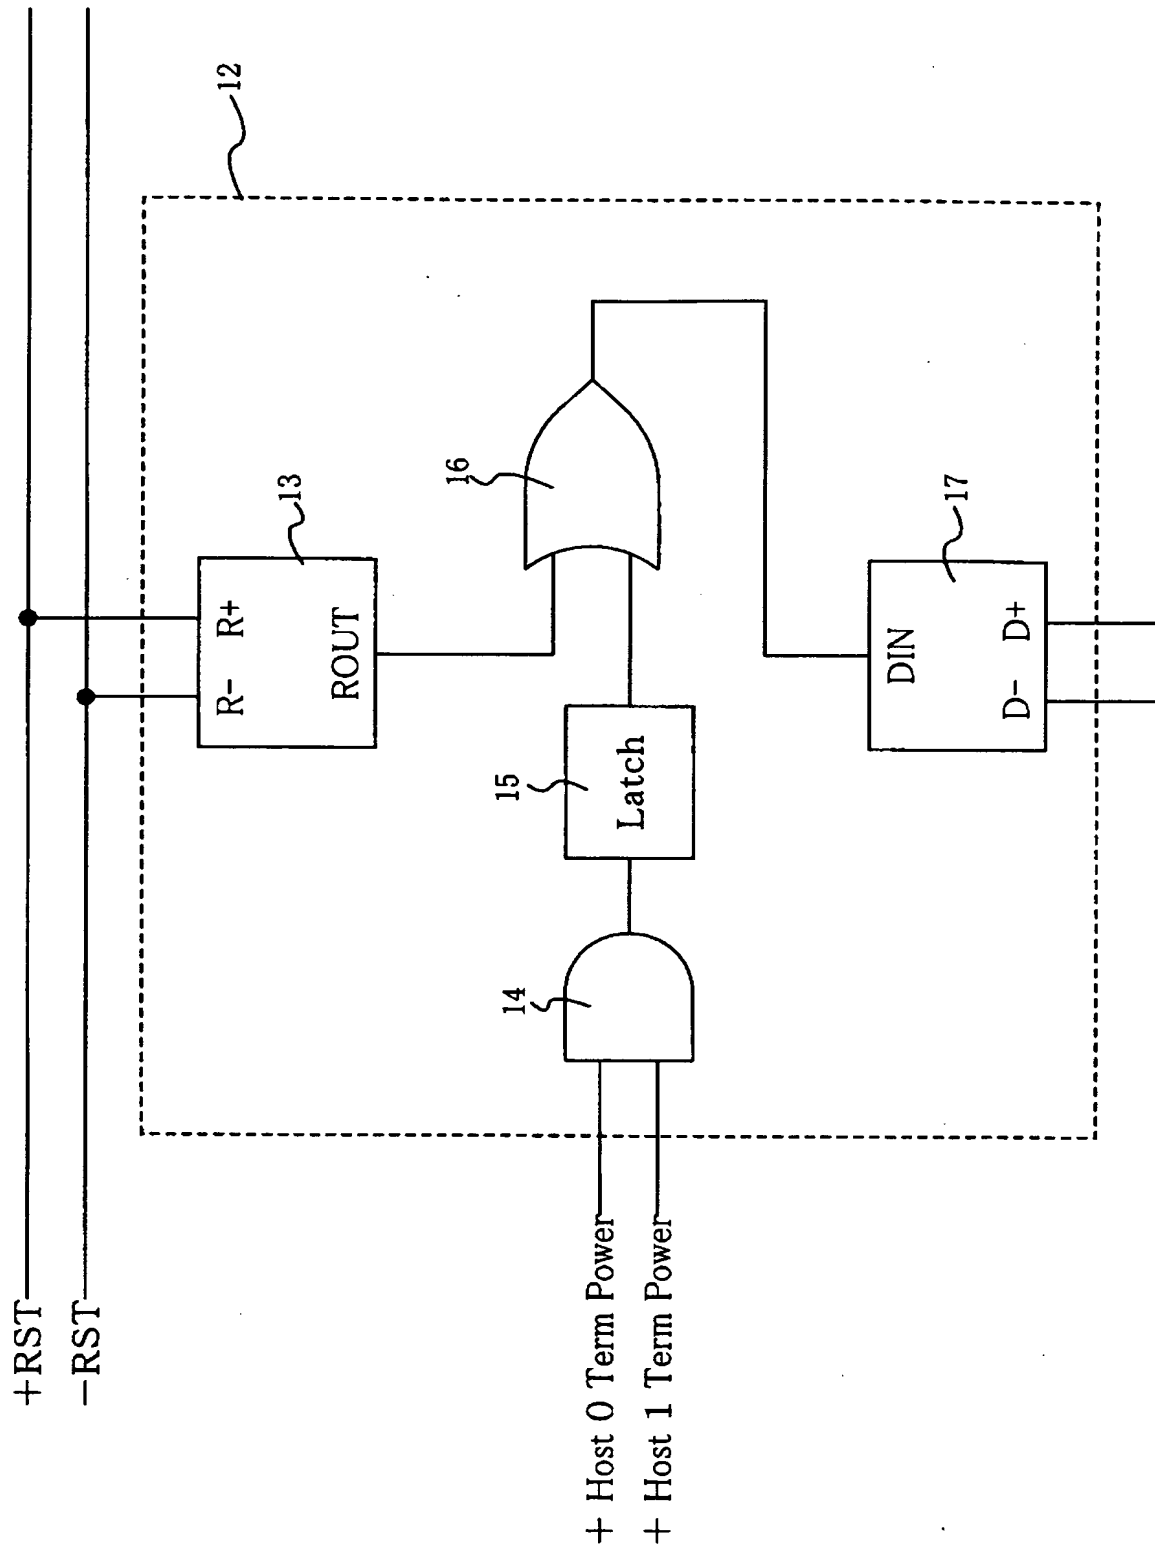 +RST
−RST
12
R− R+
13
ROUT
16
+ Host 0 Term Power
+ Host 1 Term Power
14
15
Latch
DIN
17
D− D+